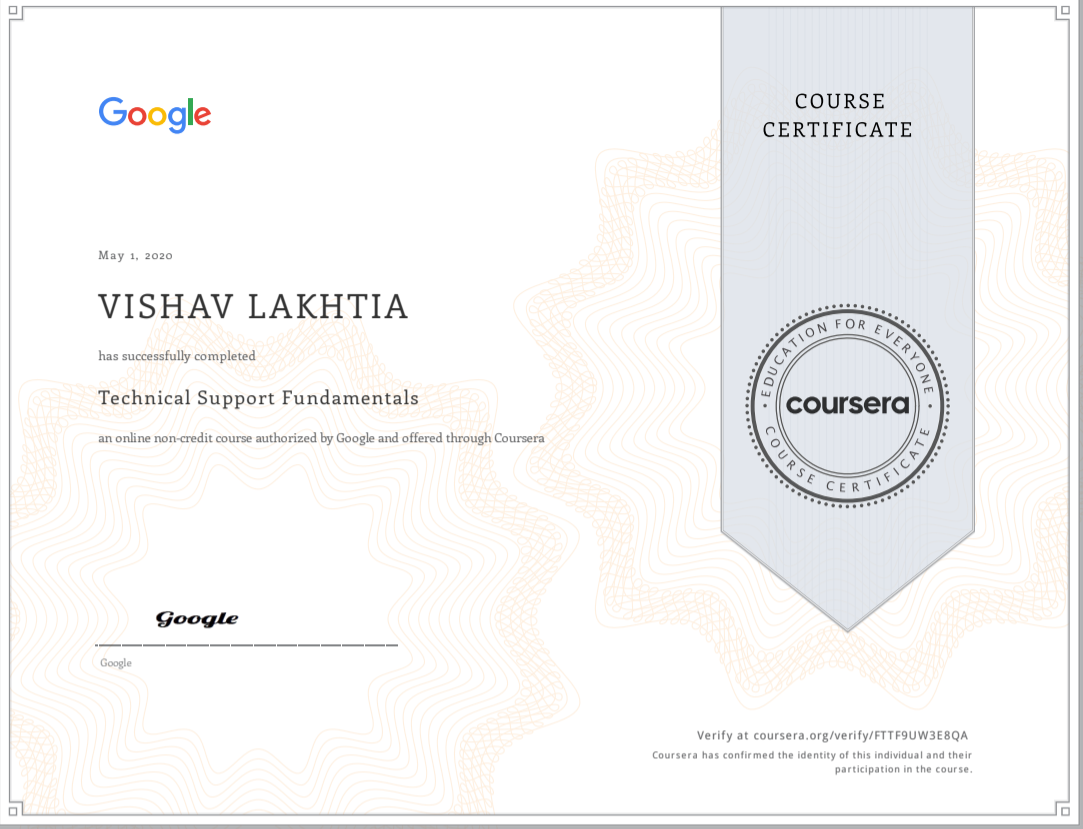 Google
COURSE
CERTIFICATE
May 1, 2020
VISHAV LAKHTIA
has successfully completed
Technical Support Fundamentals
an online non-credit course authorized by Google and offered through Coursera
EDUCATION FOR EVERYONE
coursera
COURSE CERTIFICATE
Google
Google
Verify at coursera.org/verify/FTTF9UW3E8QA
Coursera has confirmed the identity of this individual and their
participation in the course.